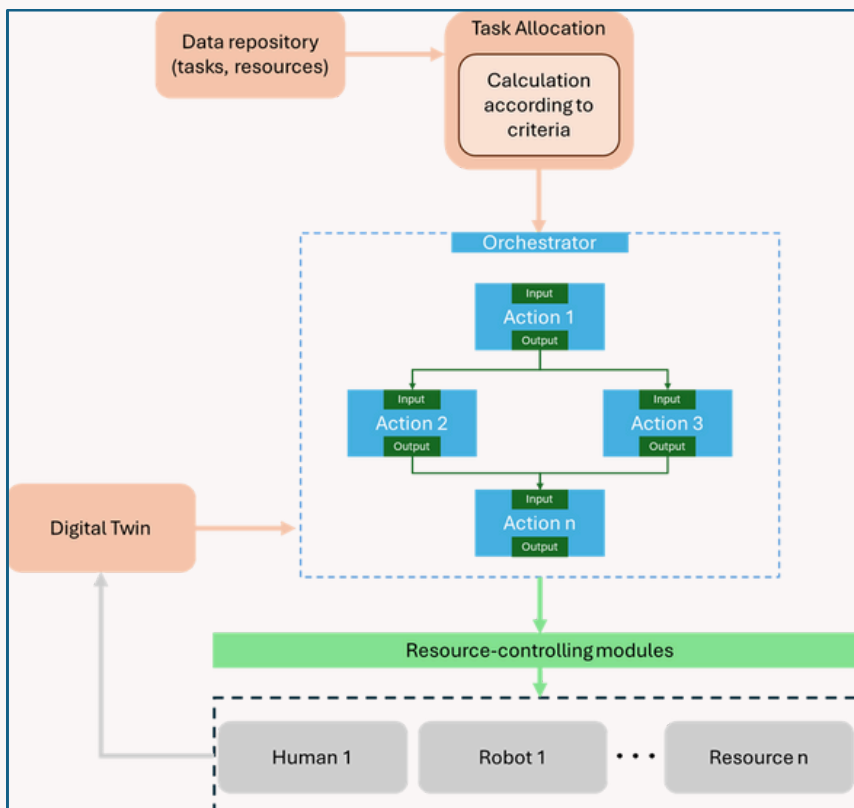 Data repository
(tasks, resources)
Task Allocation
Calculation
according to
criteria
Orchestrator
Input
Action 1
Output
Input
Action 2
Output
Input
Action 3
Output
Input
Action n
Output
Digital Twin
Resource-controlling modules
Human 1
Robot 1
• • •
Resource n